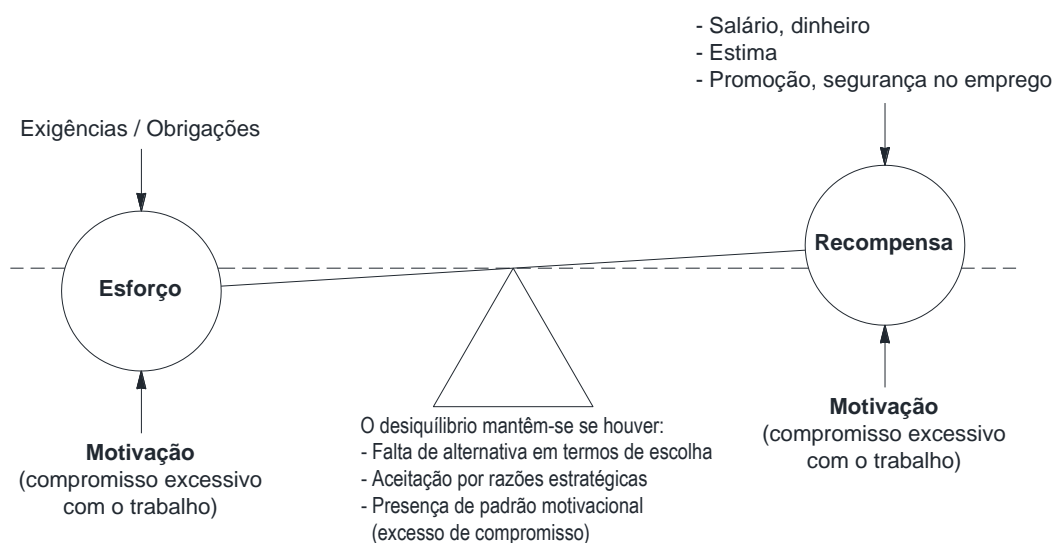 - Salário, dinheiro
- Estima
- Promoção, segurança no emprego
Exigências / Obrigações
Esforço
Recompensa
Motivação
(compromisso excessivo
com o trabalho)
O desiquílibrio mantêm-se se houver:
- Falta de alternativa em termos de escolha
- Aceitação por razões estratégicas
- Presença de padrão motivacional
(excesso de compromisso)
Motivação
(compromisso excessivo
com o trabalho)